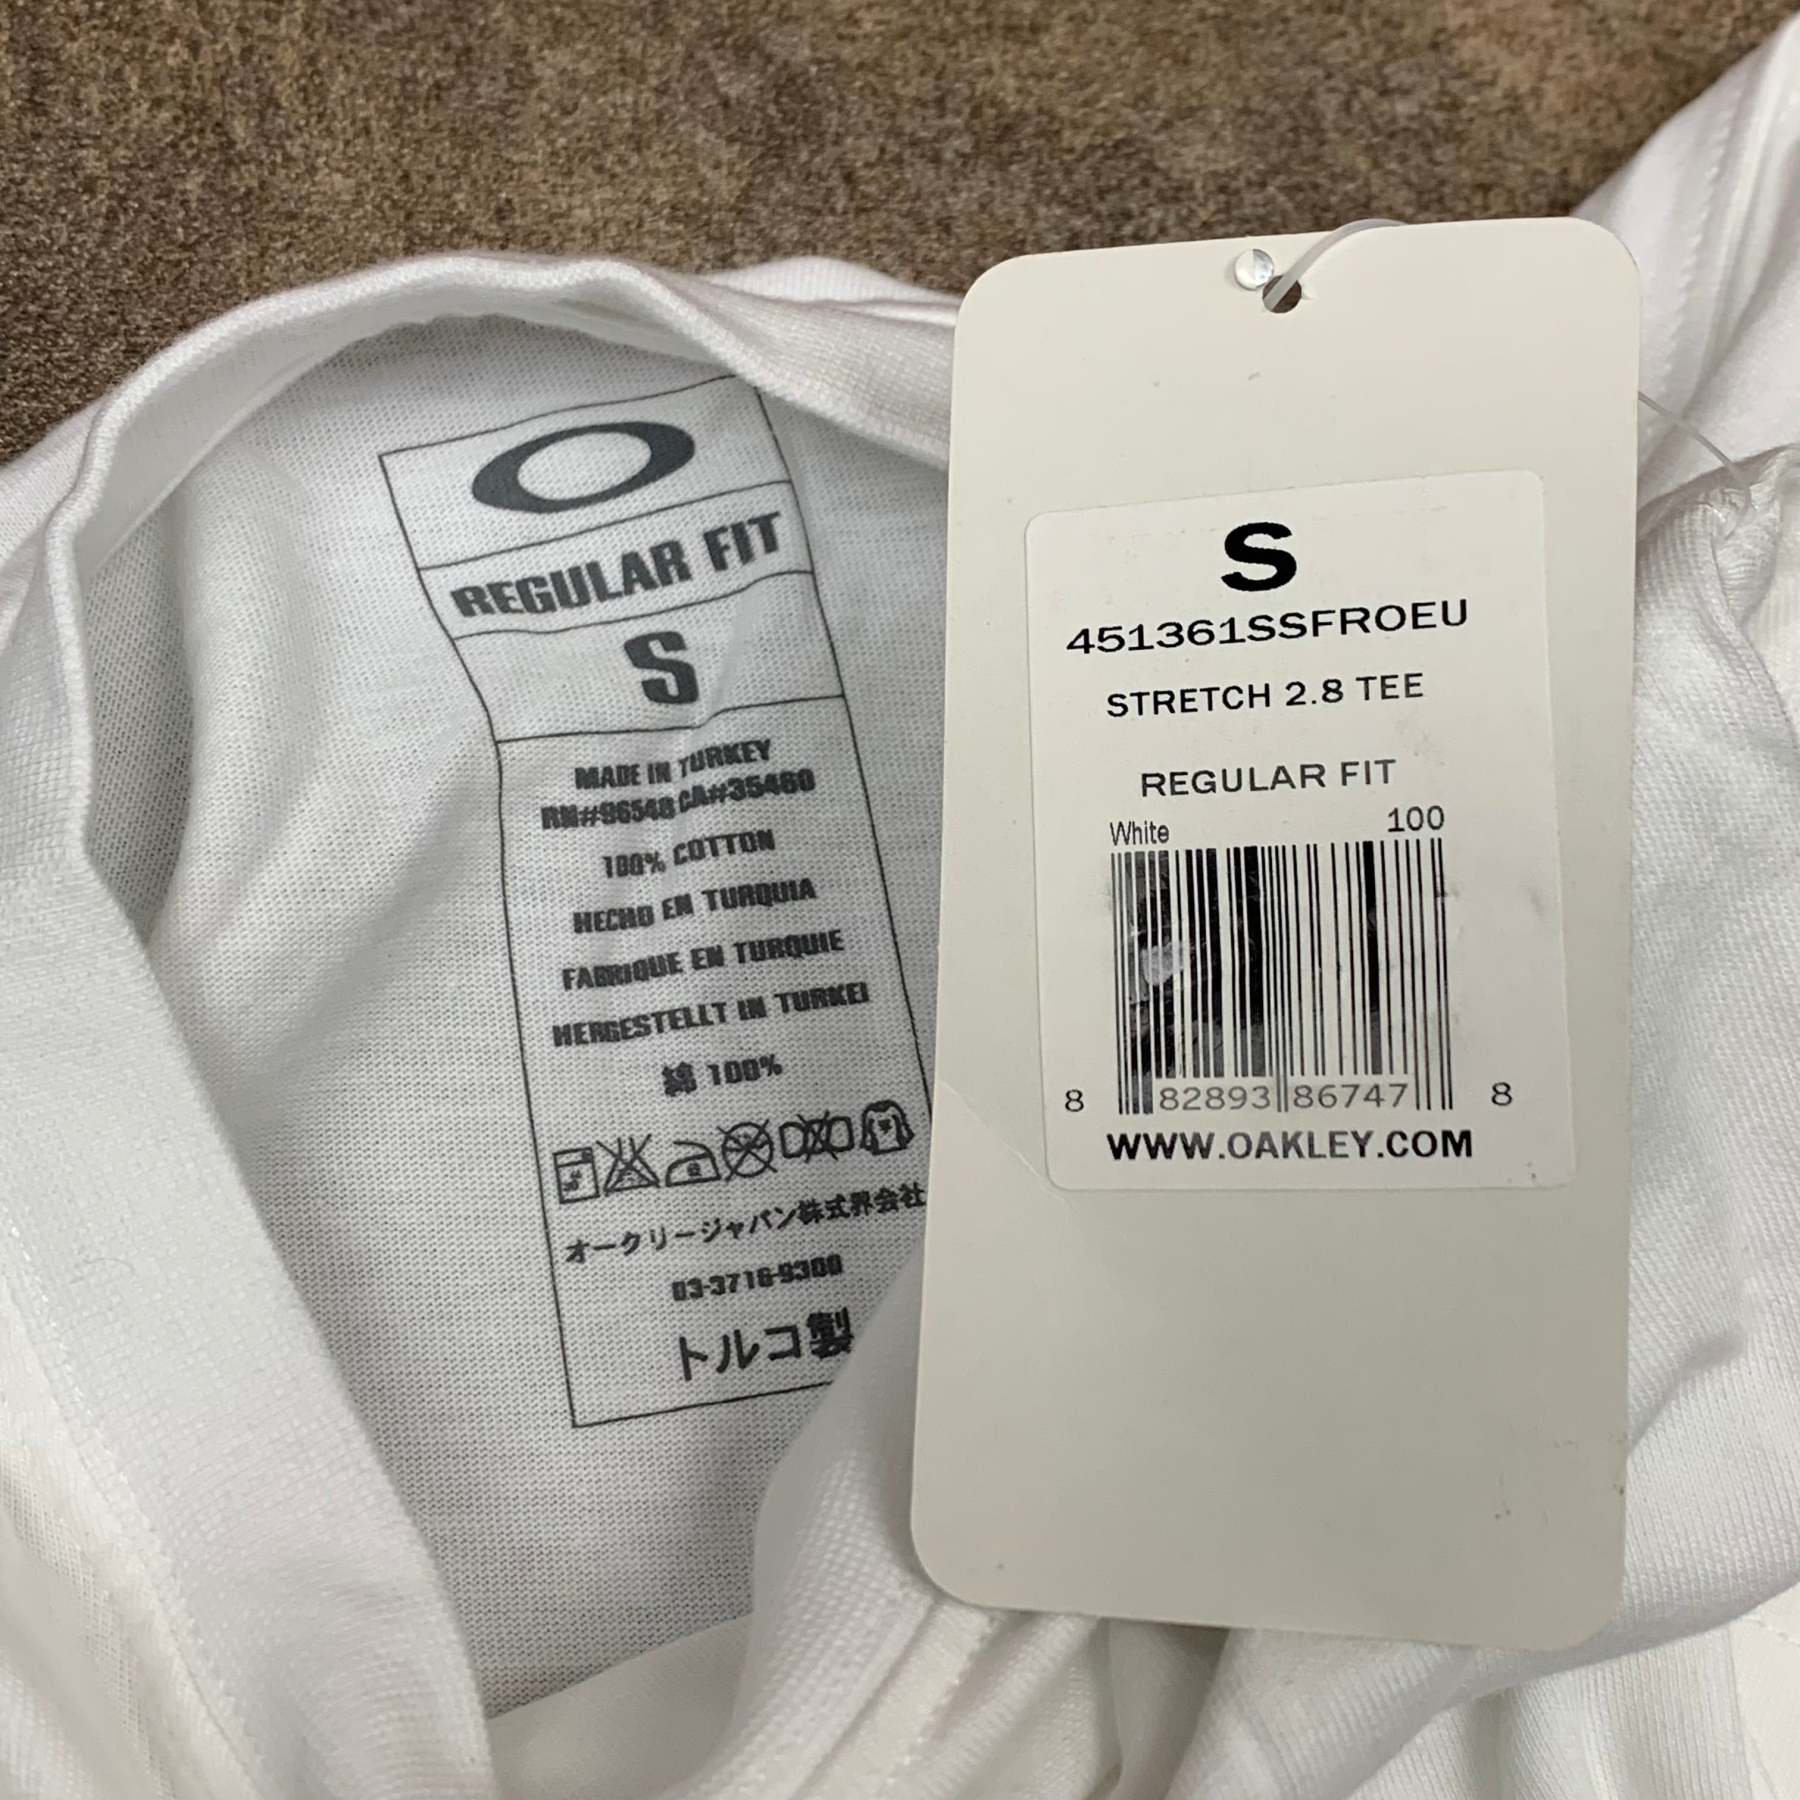 REGULAR FIT
S
MADE IN TURKEY
RN#96548 CA#35460
100% COTTON
HECHO EN TURQUIA
FABRIQUE EN TURQUIE
HERGESTELLT IN TURKEI
綿 100%
オークリージャパン株式界会社
03-3716-9300
トルコ製
S
451361SSFROEU
STRETCH 2.8 TEE
REGULAR FIT
White 100
8 82893 86747 8
WWW.OAKLEY.COM